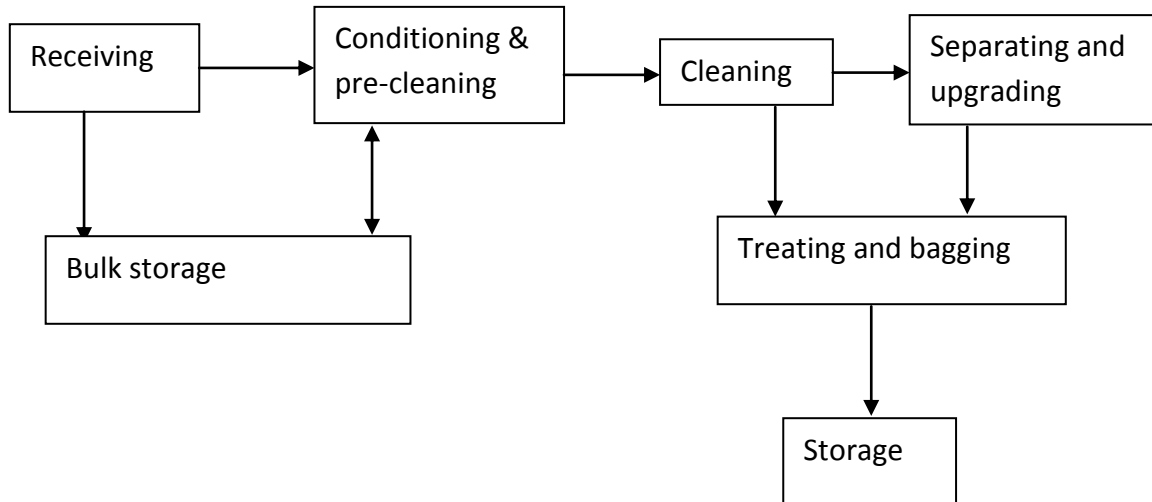 Receiving
Conditioning &
pre-cleaning
Cleaning
Separating and
upgrading
Bulk storage
Treating and bagging
Storage